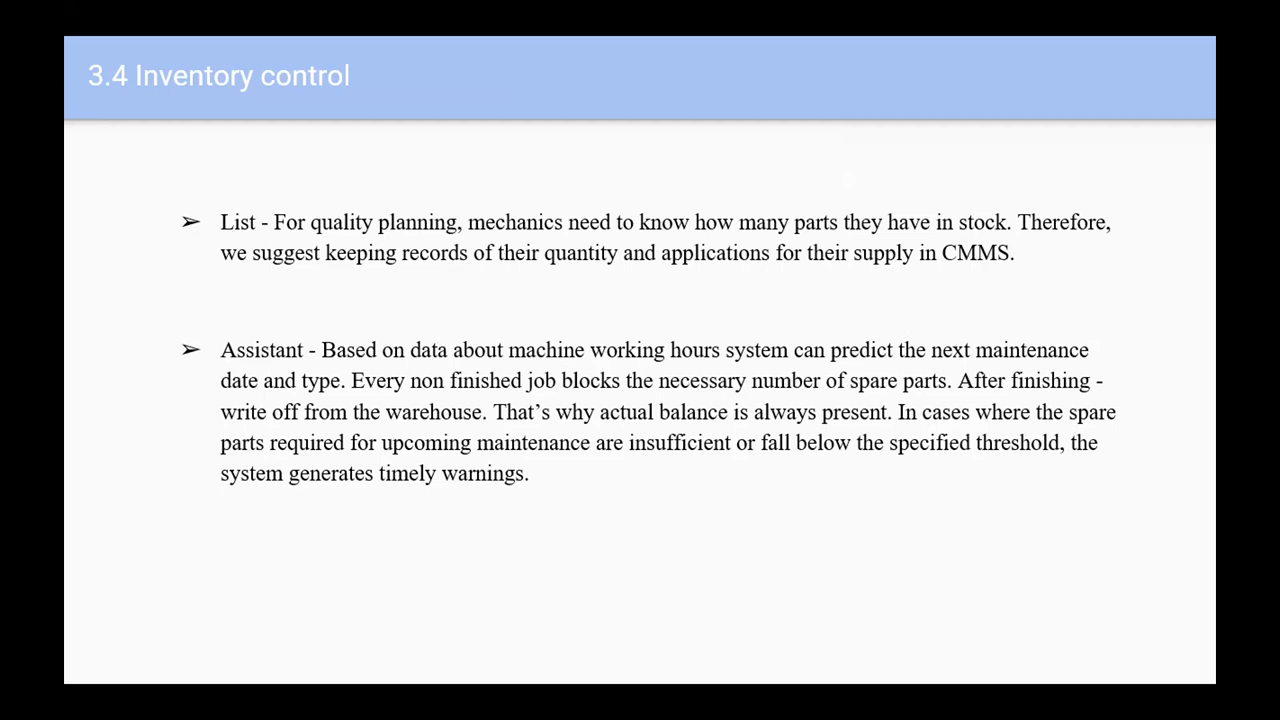 3.4 Inventory control
➢ List - For quality planning, mechanics need to know how many parts they have in stock. Therefore,
we suggest keeping records of their quantity and applications for their supply in CMMS.
➢ Assistant - Based on data about machine working hours system can predict the next maintenance
date and type. Every non finished job blocks the necessary number of spare parts. After finishing -
write off from the warehouse. That’s why actual balance is always present. In cases where the spare
parts required for upcoming maintenance are insufficient or fall below the specified threshold, the
system generates timely warnings.